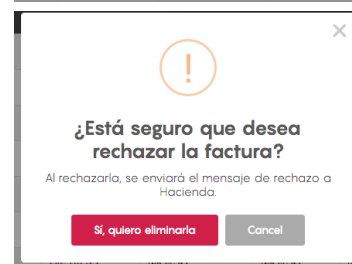 ¿Está seguro que desea
rechazar la factura?
Al rechazarla, se enviará el mensaje de rechazo a
Hacienda.
Sí, quiero eliminarla
Cancel